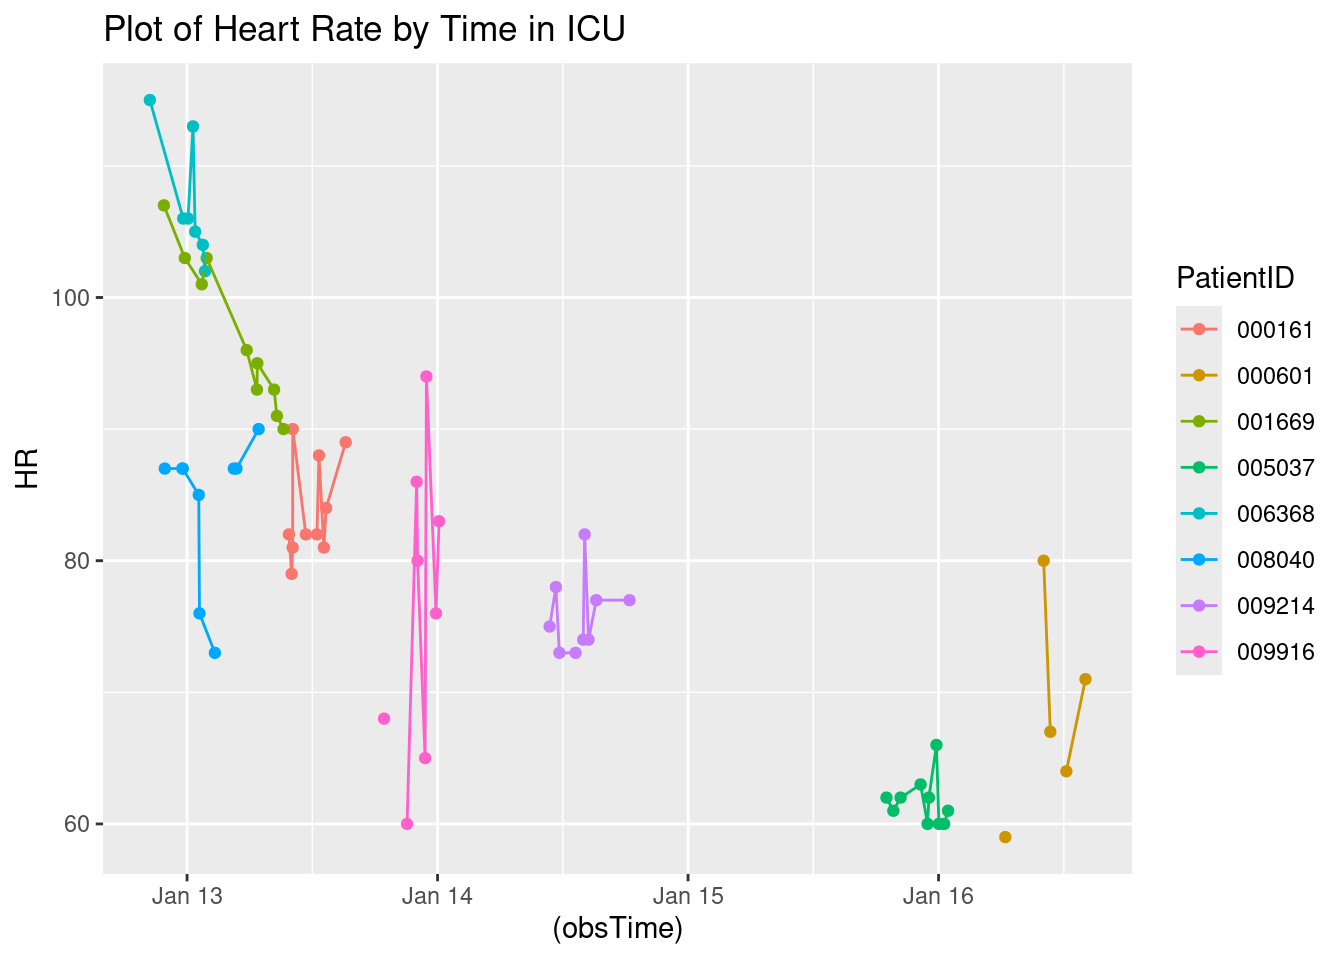 Plot of Heart Rate by Time in ICU
HR
100
80
60
Jan 13
Jan 14
Jan 15
Jan 16
(obsTime)
PatientID
000161
000601
001669
005037
006368
008040
009214
009916